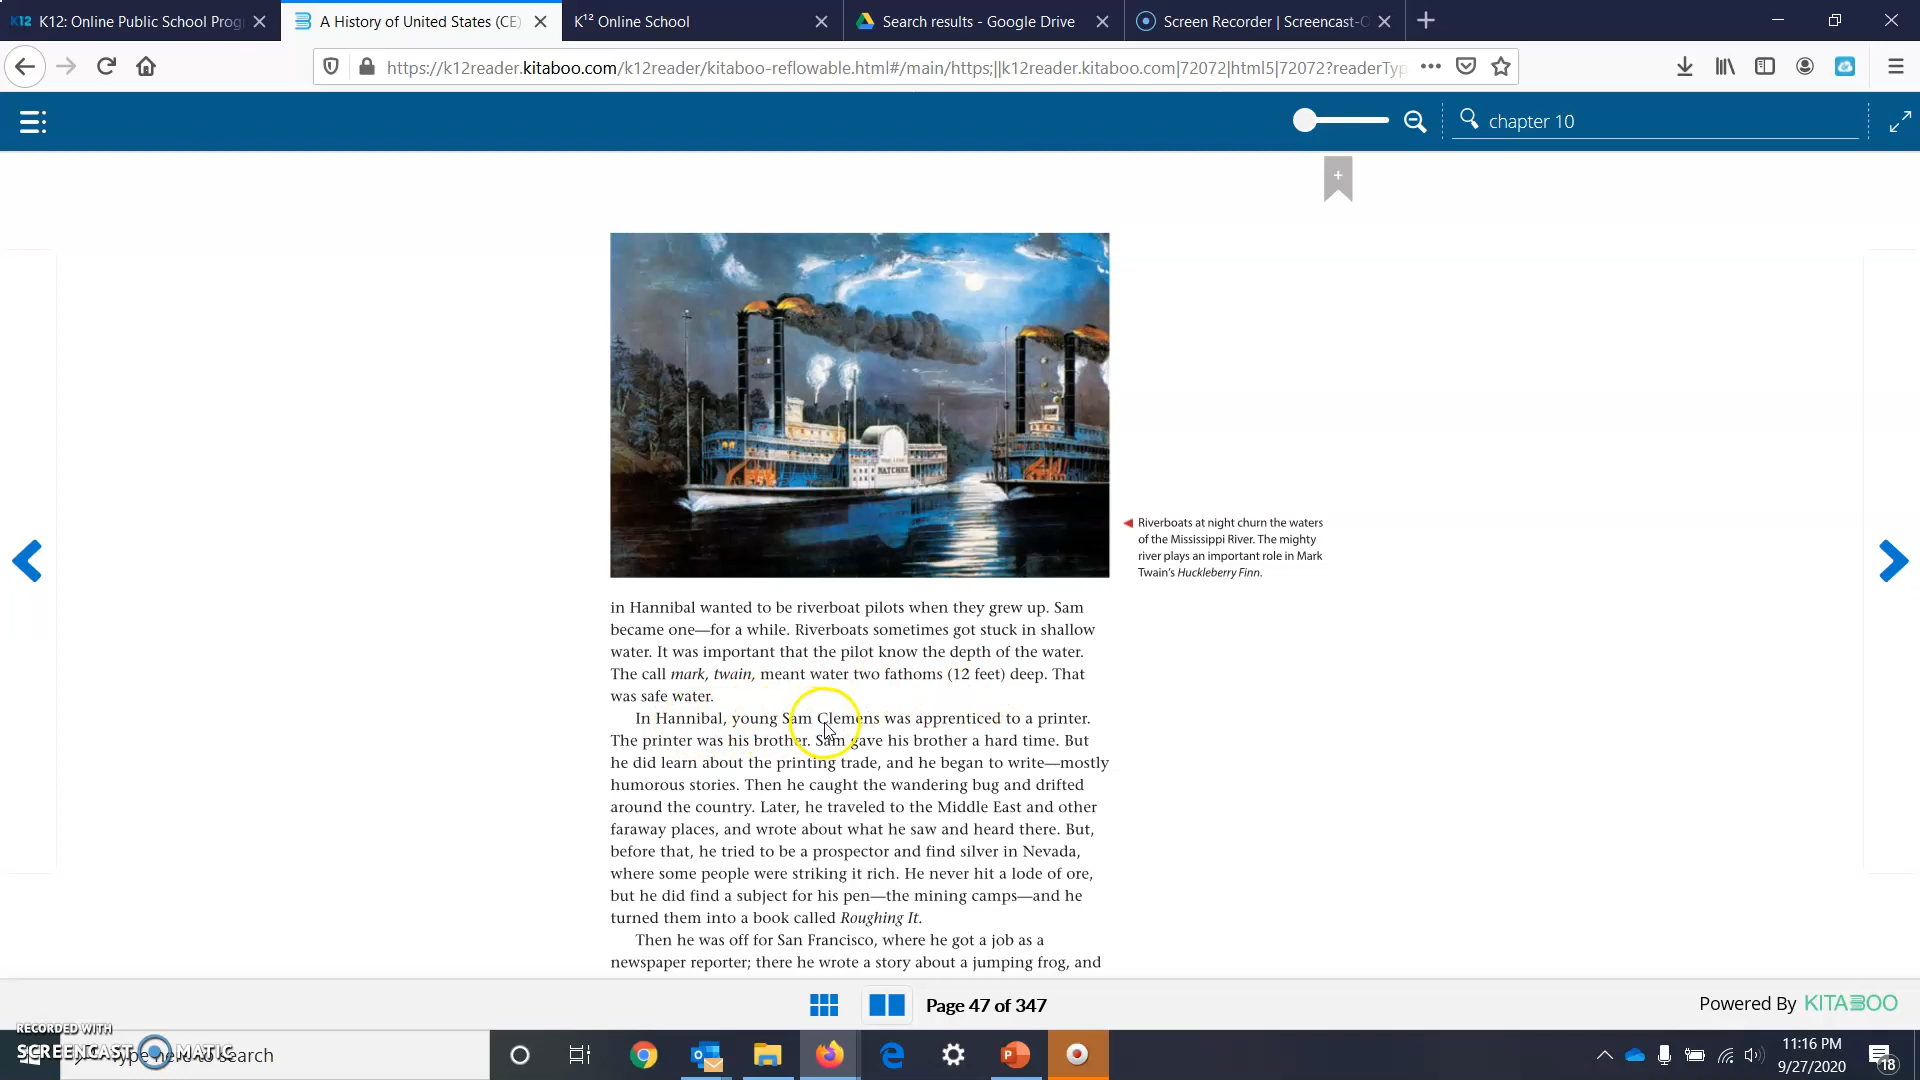 K12 K12: Online Public School Prog
A History of United States (CE)
K¹² Online School
Search results - Google Drive
Screen Recorder | Screencast-O
https://k12reader.kitaboo.com/k12reader/kitaboo-reflowable.html#/main/https;||k12reader.kitaboo.com|72072|html5|72072?readerTyp
chapter 10
NATCHEZ
Riverboats at night churn the waters
of the Mississippi River. The mighty
river plays an important role in Mark
Twain's Huckleberry Finn.
in Hannibal wanted to be riverboat pilots when they grew up. Sam
became one—for a while. Riverboats sometimes got stuck in shallow
water. It was important that the pilot know the depth of the water.
The call mark, twain, meant water two fathoms (12 feet) deep. That
was safe water.
In Hannibal, young Sam Clemens was apprenticed to a printer.
The printer was his brother. Sam gave his brother a hard time. But
he did learn about the printing trade, and he began to write—mostly
humorous stories. Then he caught the wandering bug and drifted
around the country. Later, he traveled to the Middle East and other
faraway places, and wrote about what he saw and heard there. But,
before that, he tried to be a prospector and find silver in Nevada,
where some people were striking it rich. He never hit a lode of ore,
but he did find a subject for his pen—the mining camps—and he
turned them into a book called Roughing It.
Then he was off for San Francisco, where he got a job as a
newspaper reporter; there he wrote a story about a jumping frog, and
Page 47 of 347
Powered By KITABOO
RECORDED WITH
SCREENCAST MATIC
Type here to search
11:16 PM
9/27/2020
18